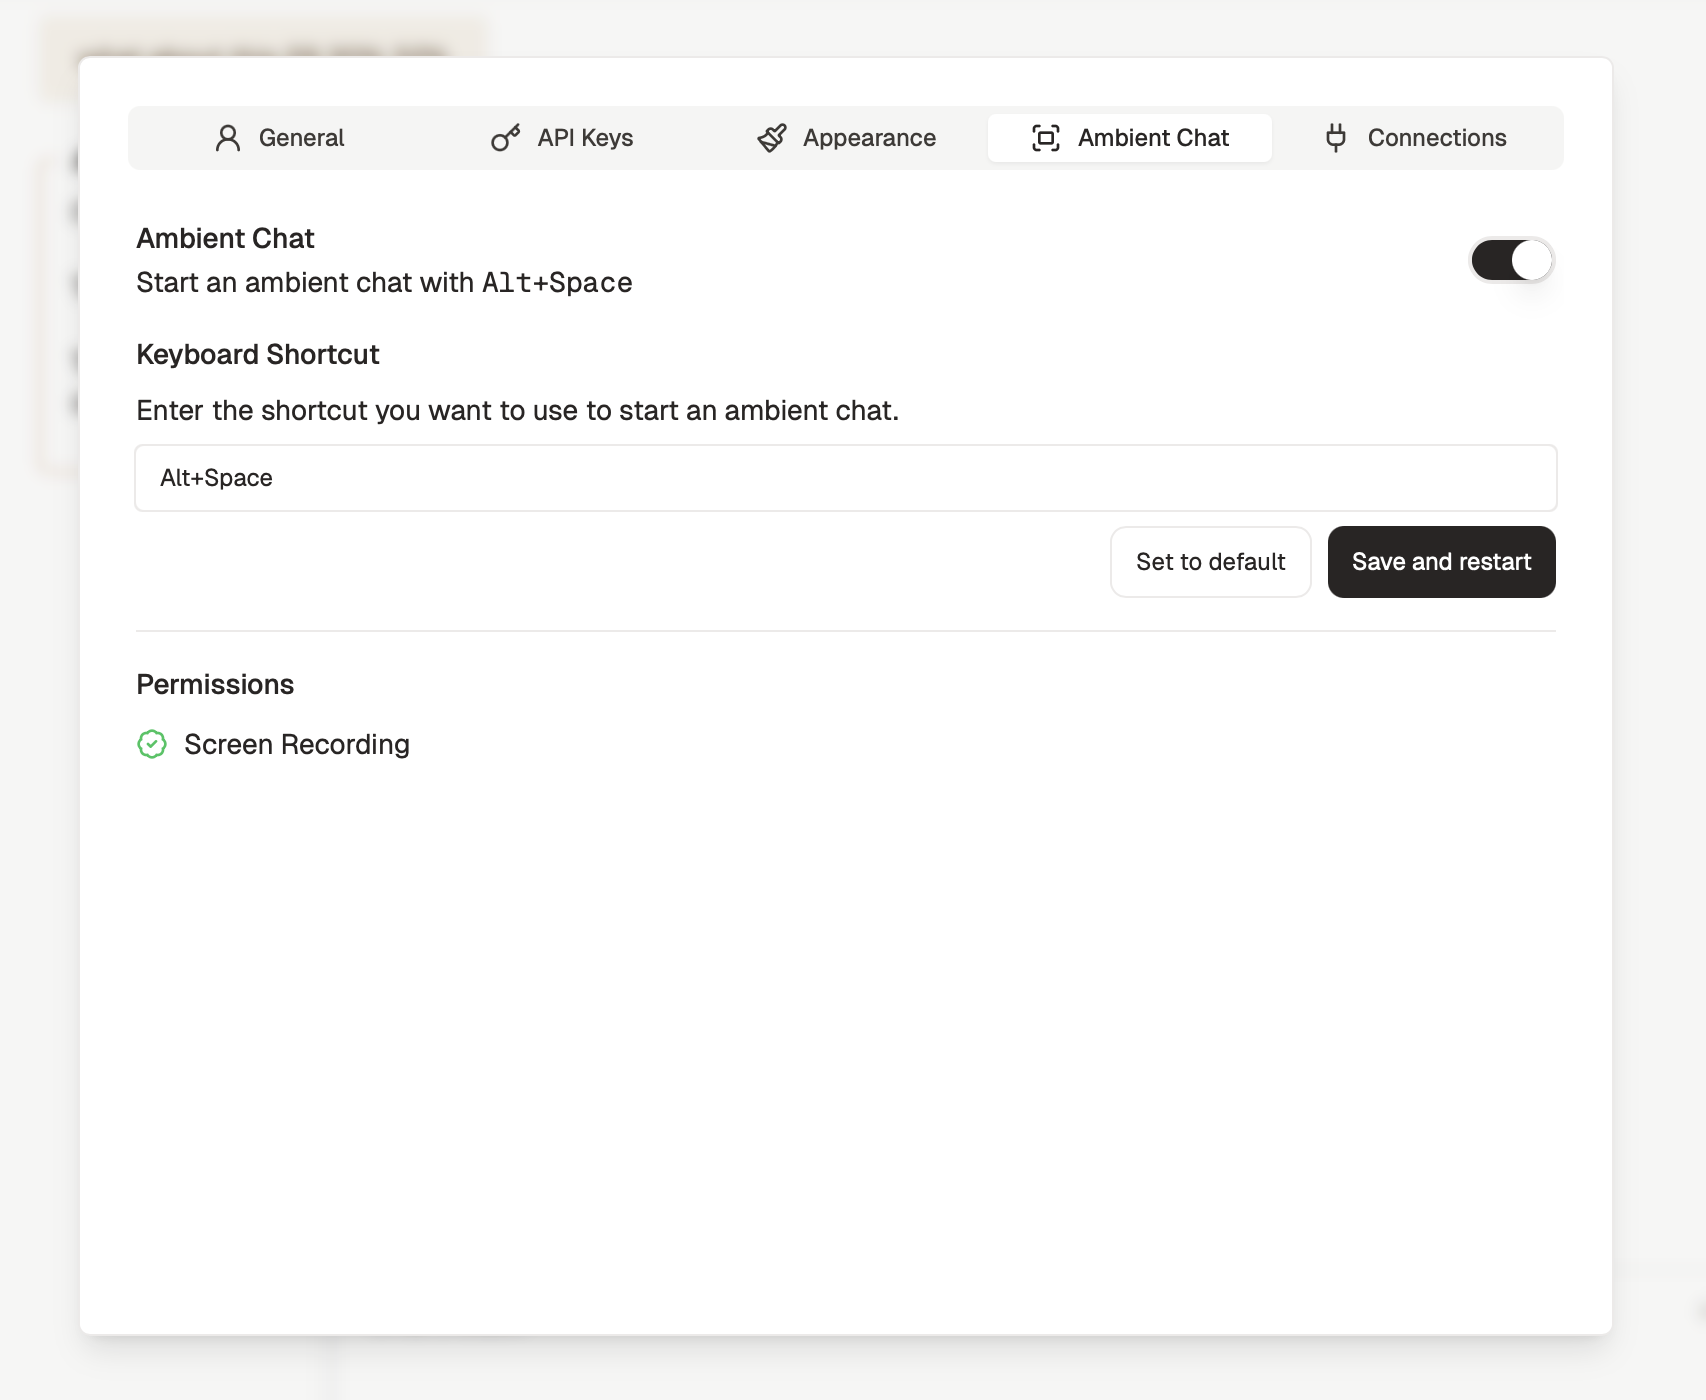 General
API Keys
Appearance
Ambient Chat
Connections
Ambient Chat
Start an ambient chat with Alt+Space
Keyboard Shortcut
Enter the shortcut you want to use to start an ambient chat.
Alt+Space
Set to default
Save and restart
Permissions
Screen Recording